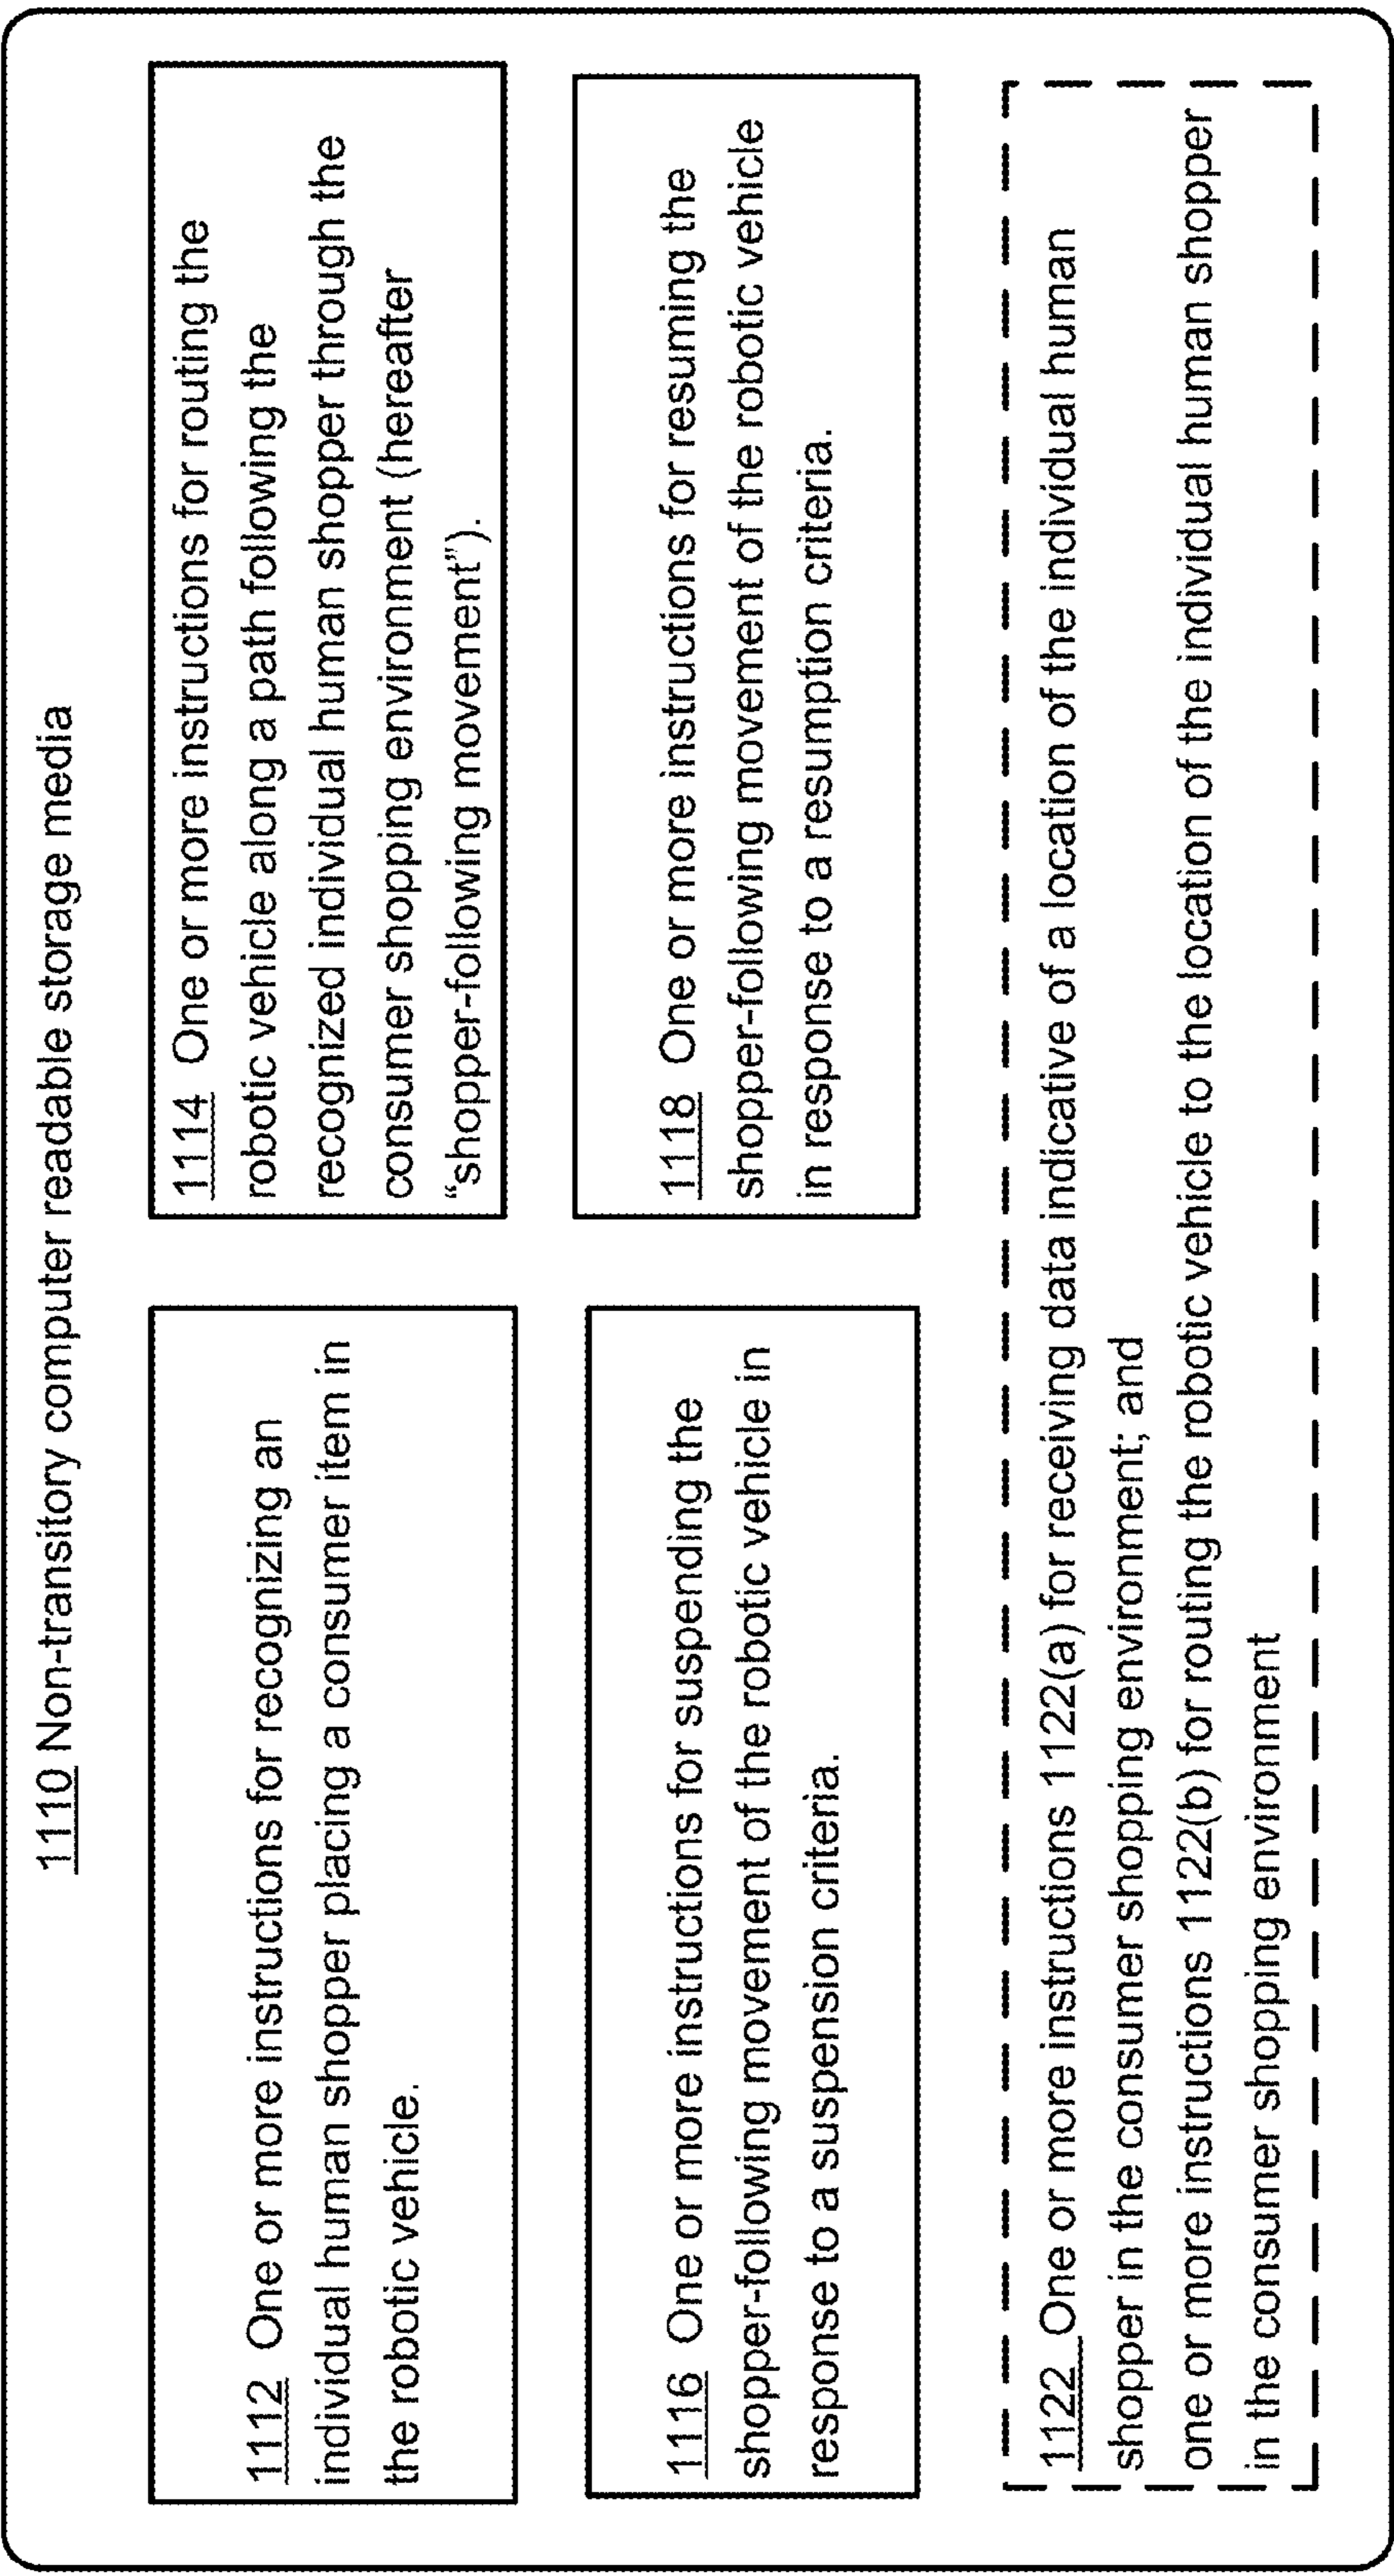 1110 Non-transitory computer readable storage media
1112 One or more instructions for recognizing an
individual human shopper placing a consumer item in
the robotic vehicle.
1114 One or more instructions for routing the
robotic vehicle along a path following the
recognized individual human shopper through the
consumer shopping environment (hereafter
“shopper-following movement”).
1116 One or more instructions for suspending the
shopper-following movement of the robotic vehicle in
response to a suspension criteria.
1118 One or more instructions for resuming the
shopper-following movement of the robotic vehicle
in response to a resumption criteria.
1122 One or more instructions 1122(a) for receiving data indicative of a location of the individual human
shopper in the consumer shopping environment; and
one or more instructions 1122(b) for routing the robotic vehicle to the location of the individual human shopper
in the consumer shopping environment